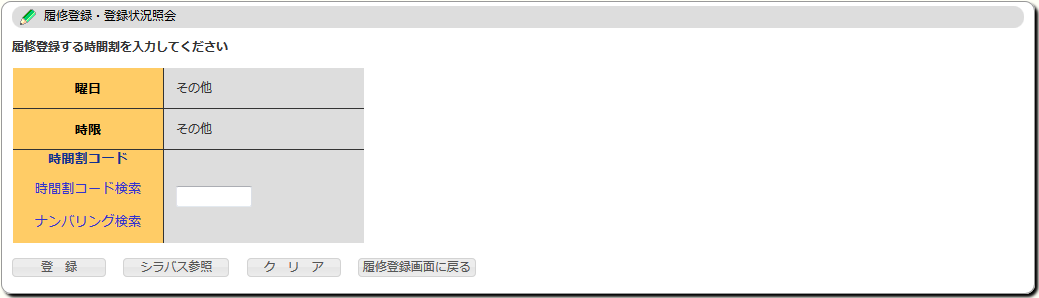 履修登録・登録状況照会
履修登録する時間割を入力してください
曜日 その他
時限 その他
時間割コード
時間割コード検索
ナンバリング検索
登　録 シラバス参照 ク　リ　ア 履修登録画面に戻る